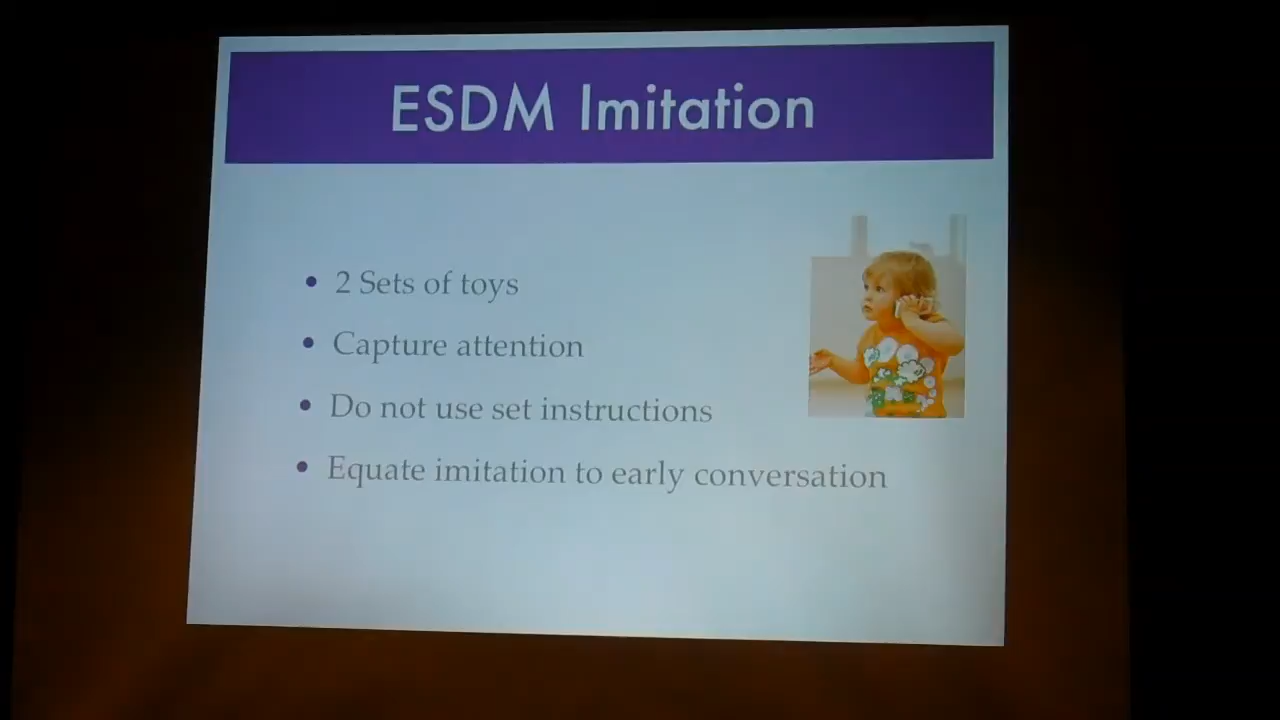 ESDM Imitation
• 2 Sets of toys
• Capture attention
• Do not use set instructions
• Equate imitation to early conversation